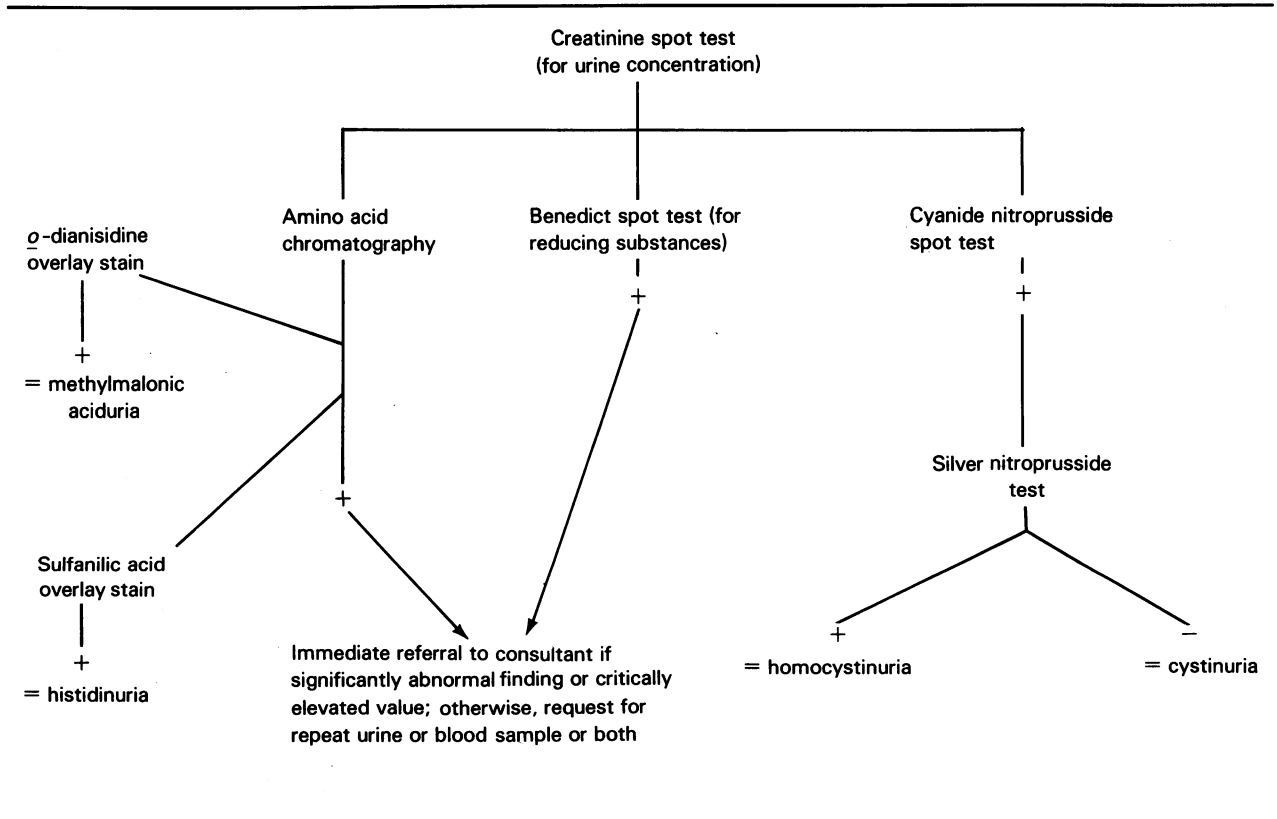 Creatinine spot test
(for urine concentration)
Amino acid
chromatography
Benedict spot test (for
reducing substances)
Cyanide nitroprusside
spot test
o-dianisidine
overlay stain
+
+
+
= methylmalonic
aciduria
Silver nitroprusside
test
+
Sulfanilic acid
overlay stain
+
= histidinuria
Immediate referral to consultant if
significantly abnormal finding or critically
elevated value; otherwise, request for
repeat urine or blood sample or both
+
= homocystinuria
−
= cystinuria